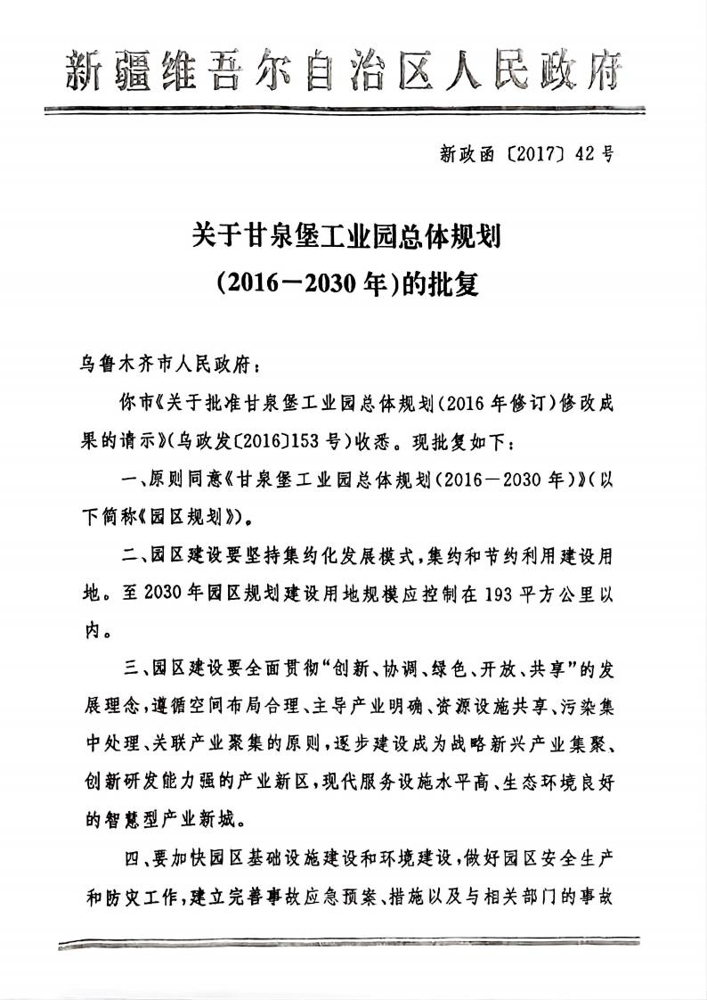 新疆维吾尔自治区人民政府
新政函〔2017〕42号
关于甘泉堡工业园总体规划
(2016－2030年)的批复
乌鲁木齐市人民政府：
你市《关于批准甘泉堡工业园总体规划(2016年修订)修改成
果的请示》(乌政发〔2016〕153号)收悉。现批复如下：
一、原则同意《甘泉堡工业园总体规划(2016－2030年)》(以
下简称《园区规划》)。
二、园区建设要坚持集约化发展模式,集约和节约利用建设用
地。至2030年园区规划建设用地规模应控制在193平方公里以
内。
三、园区建设要全面贯彻“创新、协调、绿色、开放、共享”的发
展理念,遵循空间布局合理、主导产业明确、资源设施共享、污染集
中处理、关联产业聚集的原则,逐步建设成为战略新兴产业集聚、
创新研发能力强的产业新区,现代服务设施水平高、生态环境良好
的智慧型产业新城。
四、要加快园区基础设施建设和环境建设,做好园区安全生产
和防灾工作,建立完善事故应急预案、措施以及与相关部门的事故